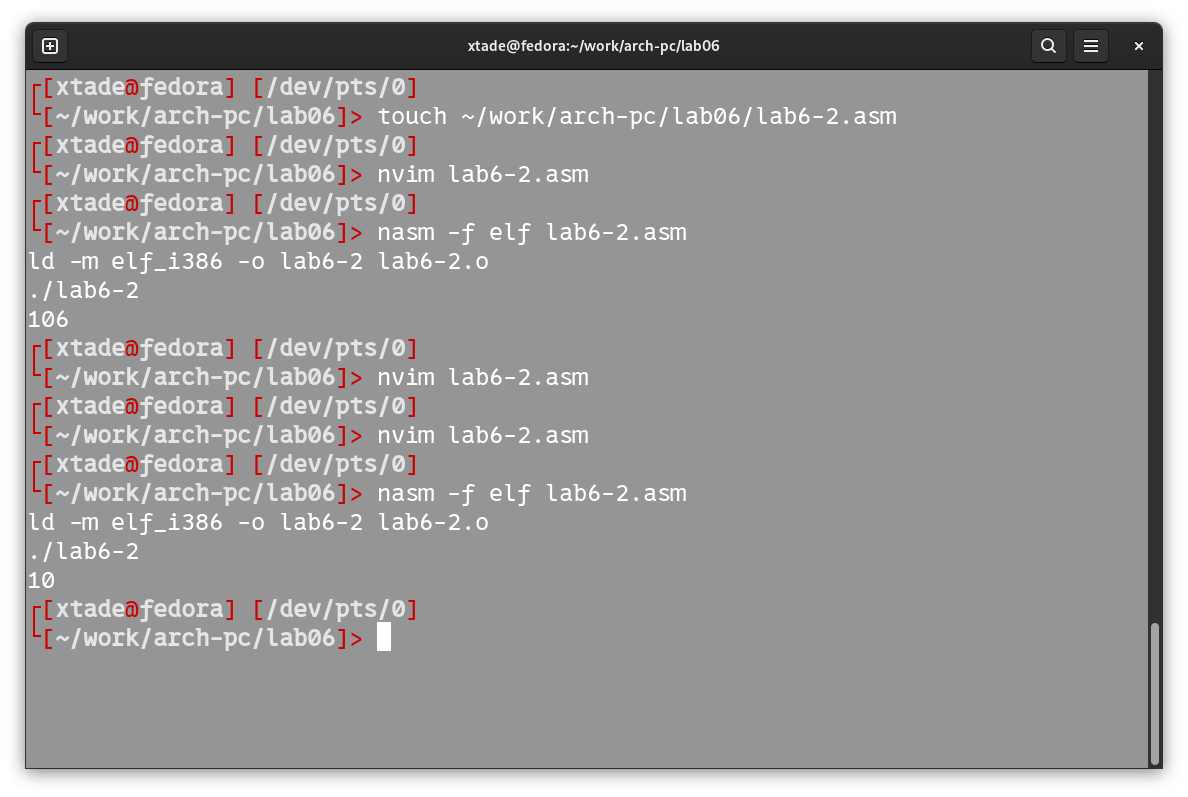 xtade@fedora:~/work/arch-pc/lab06
[xtade@fedora] [/dev/pts/0]
[~/work/arch-pc/lab06]> touch ~/work/arch-pc/lab06/lab6-2.asm
[xtade@fedora] [/dev/pts/0]
[~/work/arch-pc/lab06]> nvim lab6-2.asm
[xtade@fedora] [/dev/pts/0]
[~/work/arch-pc/lab06]> nasm -f elf lab6-2.asm
ld -m elf_i386 -o lab6-2 lab6-2.o
./lab6-2
106
[xtade@fedora] [/dev/pts/0]
[~/work/arch-pc/lab06]> nvim lab6-2.asm
[xtade@fedora] [/dev/pts/0]
[~/work/arch-pc/lab06]> nvim lab6-2.asm
[xtade@fedora] [/dev/pts/0]
[~/work/arch-pc/lab06]> nasm -f elf lab6-2.asm
ld -m elf_i386 -o lab6-2 lab6-2.o
./lab6-2
10
[xtade@fedora] [/dev/pts/0]
[~/work/arch-pc/lab06]>